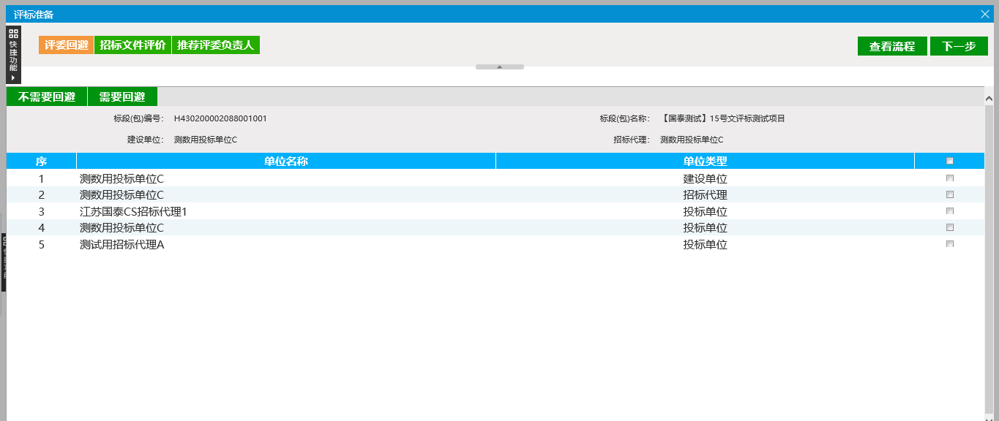 评标准备
快捷功能
评委回避 招标文件评价 推荐评委负责人 查看流程 下一步
不需要回避 需要回避
标段(包)编号： H430200002088001001 标段(包)名称： 【国泰测试】15号文评标测试项目
建设单位： 测数用投标单位C 招标代理： 测数用投标单位C
序 单位名称 单位类型
1 测数用投标单位C 建设单位
2 测数用投标单位C 招标代理
3 江苏国泰CS招标代理1 投标单位
4 测数用投标单位C 投标单位
5 测试用招标代理A 投标单位